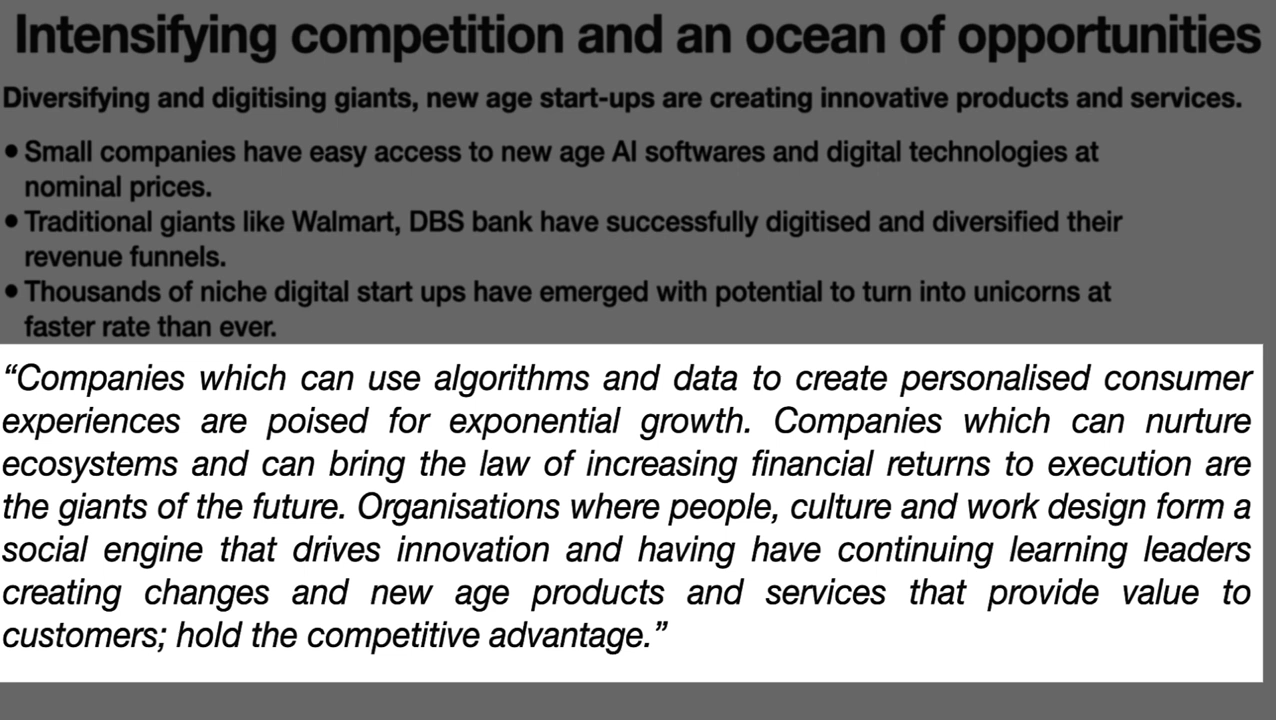 Intensifying competition and an ocean of opportunities
Diversifying and digitising giants, new age start-ups are creating innovative products and services.
• Small companies have easy access to new age AI softwares and digital technologies at
nominal prices.
• Traditional giants like Walmart, DBS bank have successfully digitised and diversified their
revenue funnels.
• Thousands of niche digital start ups have emerged with potential to turn into unicorns at
faster rate than ever.
“Companies which can use algorithms and data to create personalised consumer
experiences are poised for exponential growth. Companies which can nurture
ecosystems and can bring the law of increasing financial returns to execution are
the giants of the future. Organisations where people, culture and work design form a
social engine that drives innovation and having have continuing learning leaders
creating changes and new age products and services that provide value to
customers; hold the competitive advantage.”